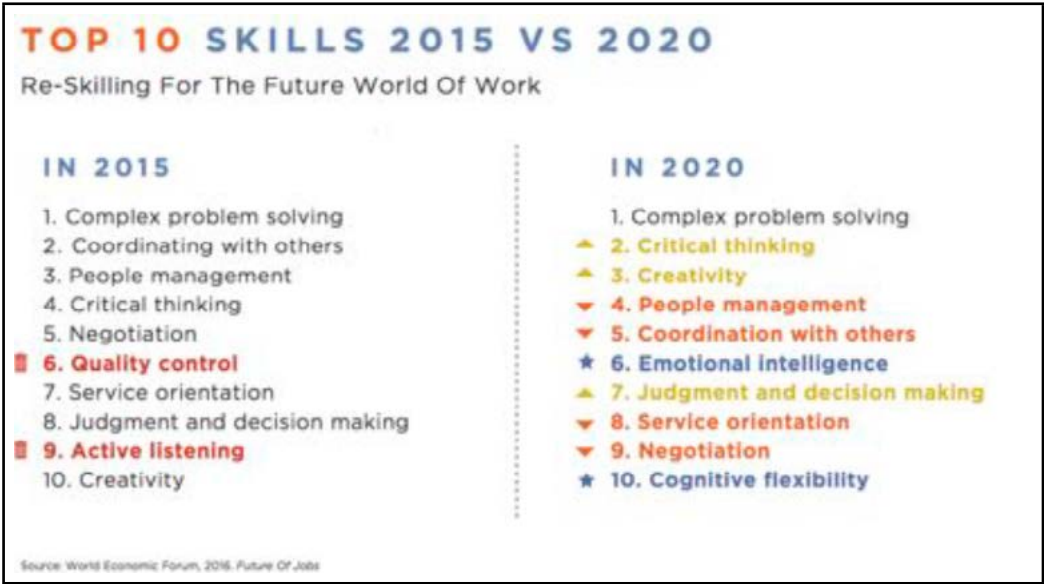 TOP 10 SKILLS 2015 VS 2020
Re-Skilling For The Future World Of Work
IN 2015
1. Complex problem solving
2. Coordinating with others
3. People management
4. Critical thinking
5. Negotiation
6. Quality control
7. Service orientation
8. Judgment and decision making
9. Active listening
10. Creativity
IN 2020
1. Complex problem solving
2. Critical thinking
3. Creativity
4. People management
5. Coordination with others
6. Emotional intelligence
7. Judgment and decision making
8. Service orientation
9. Negotiation
10. Cognitive flexibility
Source: World Economic Forum, 2016. Future Of Jobs